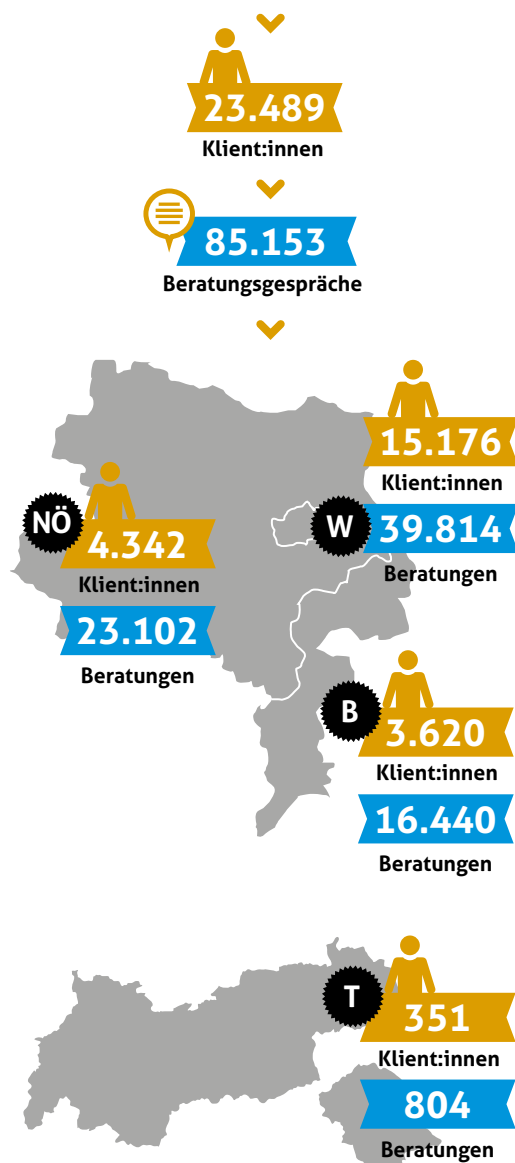 23.489
Klient:innen
85.153
Beratungsgespräche
15.176
Klient:innen
W
39.814
Beratungen
NÖ
4.342
Klient:innen
23.102
Beratungen
B
3.620
Klient:innen
16.440
Beratungen
T
351
Klient:innen
804
Beratungen